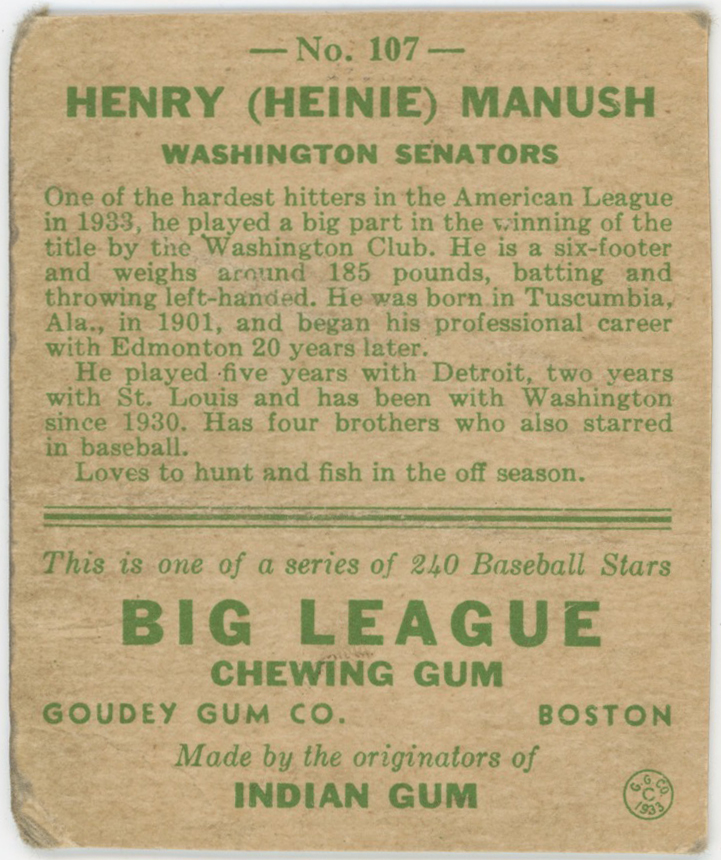 — No. 107 —
HENRY (HEINIE) MANUSH
WASHINGTON SENATORS
One of the hardest hitters in the American League
in 1933, he played a big part in the winning of the
title by the Washington Club. He is a six-footer
and weighs around 185 pounds, batting and
throwing left-handed. He was born in Tuscumbia,
Ala., in 1901, and began his professional career
with Edmonton 20 years later.
He played five years with Detroit, two years
with St. Louis and has been with Washington
since 1930. Has four brothers who also starred
in baseball.
Loves to hunt and fish in the off season.
This is one of a series of 240 Baseball Stars
BIG LEAGUE
CHEWING GUM
GOUDEY GUM CO. BOSTON
Made by the originators of
INDIAN GUM
G. G. CO.
C
1933